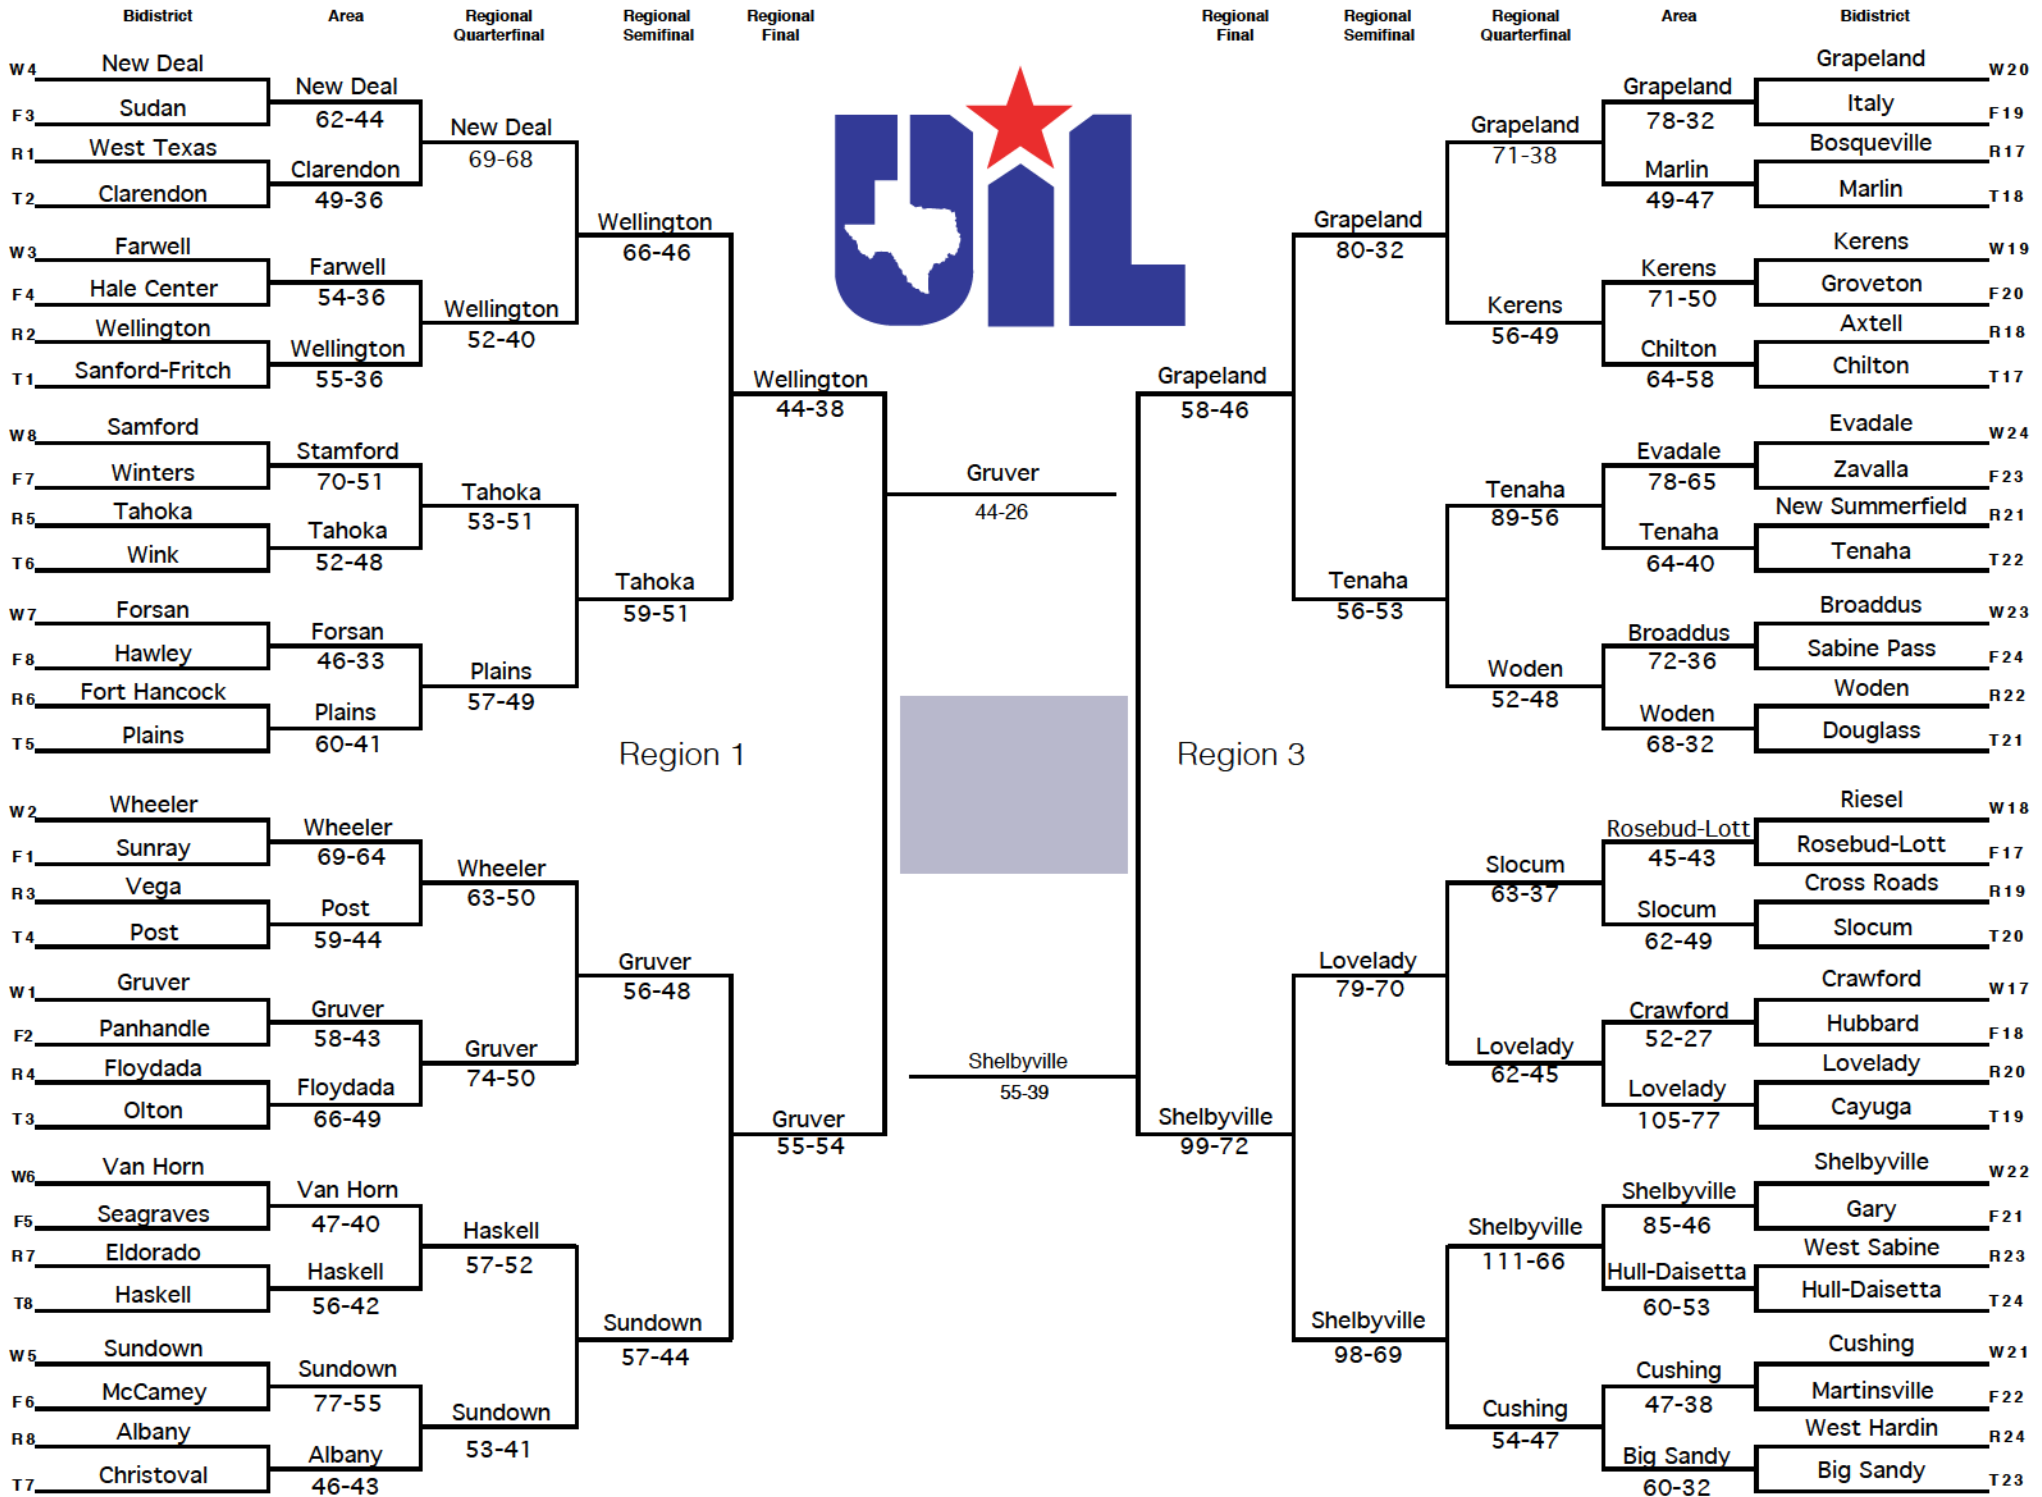 Bidistrict
Area
Regional
Quarterfinal
Regional
Semifinal
Regional
Final
Regional
Final
Regional
Semifinal
Regional
Quarterfinal
Area
Bidistrict
W4 New Deal
F3 Sudan
R1 West Texas
T2 Clarendon
W3 Farwell
F4 Hale Center
R2 Wellington
T1 Sanford-Fritch
W8 Samford
F7 Winters
R5 Tahoka
T6 Wink
W7 Forsan
F8 Hawley
R6 Fort Hancock
T5 Plains
W2 Wheeler
F1 Sunray
R3 Vega
T4 Post
W1 Gruver
F2 Panhandle
R4 Floydada
T3 Olton
W6 Van Horn
F5 Seagraves
R7 Eldorado
T8 Haskell
W5 Sundown
F6 McCamey
R8 Albany
T7 Christoval
New Deal
62-44
Clarendon
49-36
Farwell
54-36
Wellington
55-36
Stamford
70-51
Tahoka
52-48
Forsan
46-33
Plains
60-41
Wheeler
69-64
Post
59-44
Gruver
58-43
Floydada
66-49
Van Horn
47-40
Haskell
56-42
Sundown
77-55
Albany
46-43
New Deal
69-68
Wellington
52-40
Tahoka
53-51
Plains
57-49
Wheeler
63-50
Gruver
74-50
Haskell
57-52
Sundown
53-41
Wellington
66-46
Tahoka
59-51
Region 1
Gruver
56-48
Sundown
57-44
Wellington
44-38
Gruver
55-54
UIL
Gruver
44-26
Shelbyville
55-39
Grapeland
58-46
Region 3
Shelbyville
99-72
Grapeland
80-32
Tenaha
56-53
Lovelady
79-70
Shelbyville
98-69
Grapeland
71-38
Kerens
56-49
Tenaha
89-56
Woden
52-48
Slocum
63-37
Lovelady
62-45
Shelbyville
111-66
Cushing
54-47
Grapeland
78-32
Marlin
49-47
Kerens
71-50
Chilton
64-58
Evadale
78-65
Tenaha
64-40
Broaddus
72-36
Woden
68-32
Rosebud-Lott
45-43
Slocum
62-49
Crawford
52-27
Lovelady
105-77
Shelbyville
85-46
Hull-Daisetta
60-53
Cushing
47-38
Big Sandy
60-32
Grapeland W20
Italy F19
Bosqueville R17
Marlin T18
Kerens W19
Groveton F20
Axtell R18
Chilton T17
Evadale W24
Zavalla F23
New Summerfield R21
Tenaha T22
Broaddus W23
Sabine Pass F24
Woden R22
Douglass T21
Riesel W18
Rosebud-Lott F17
Cross Roads R19
Slocum T20
Crawford W17
Hubbard F18
Lovelady R20
Cayuga T19
Shelbyville W22
Gary F21
West Sabine R23
Hull-Daisetta T24
Cushing W21
Martinsville F22
West Hardin R24
Big Sandy T23